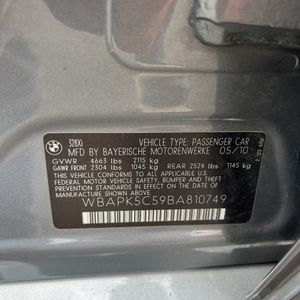 BMW
328Xi
VEHICLE TYPE: PASSENGER CAR
MFR BY BAYERISCHE MOTORENWERKE 05/10
GVWR 4663 lbs 2115 kg
GAWR FRONT 2304 lbs 1045 kg REAR 2524 lbs 1145 kg
THIS VEHICLE CONFORMS TO ALL APPLICABLE
FEDERAL MOTOR VEHICLE SAFETY, BUMPER,
AND THEFT PREVENTION STANDARDS IN EFFECT
ON THE DATE OF MANUFACTURE SHOWN ABOVE.
WBAPK5C59BA810749